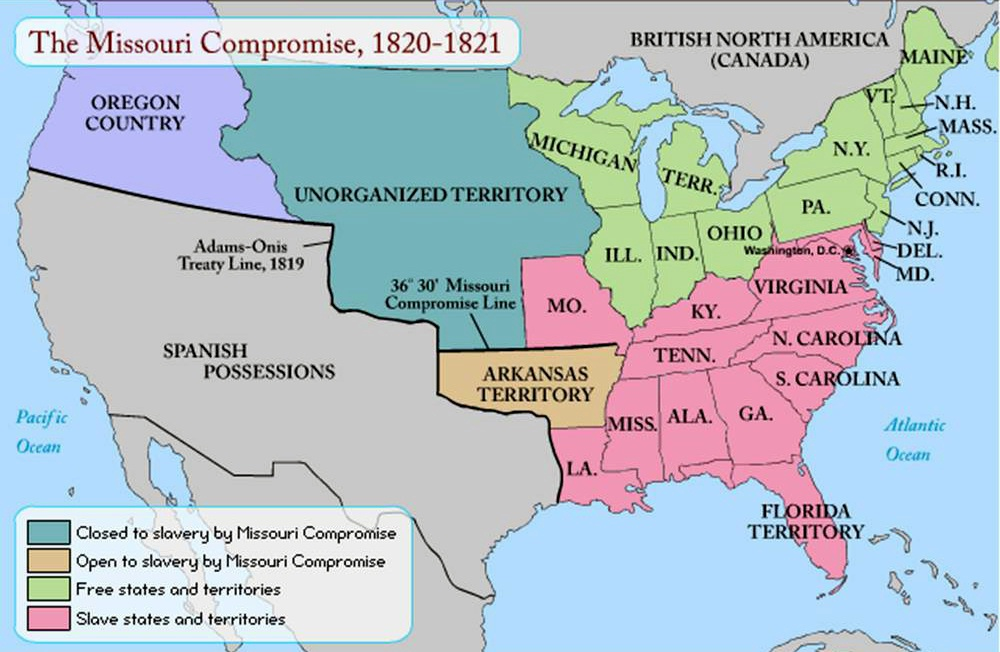 The Missouri Compromise, 1820-1821
BRITISH NORTH AMERICA
(CANADA)
MAINE
OREGON
COUNTRY
VT.
N.H.
MASS.
MICHIGAN
TERR.
N.Y.
R.I.
CONN.
UNORGANIZED TERRITORY
PA.
N.J.
Adams-Onis
Treaty Line, 1819
ILL.
IND.
OHIO
Washington, D.C.
DEL.
MD.
36° 30' Missouri
Compromise Line
MO.
KY.
VIRGINIA
SPANISH
POSSESSIONS
TENN.
N. CAROLINA
ARKANSAS
TERRITORY
S. CAROLINA
MISS.
ALA.
GA.
Pacific
Ocean
Atlantic
Ocean
LA.
FLORIDA
TERRITORY
Closed to slavery by Missouri Compromise
Open to slavery by Missouri Compromise
Free states and territories
Slave states and territories